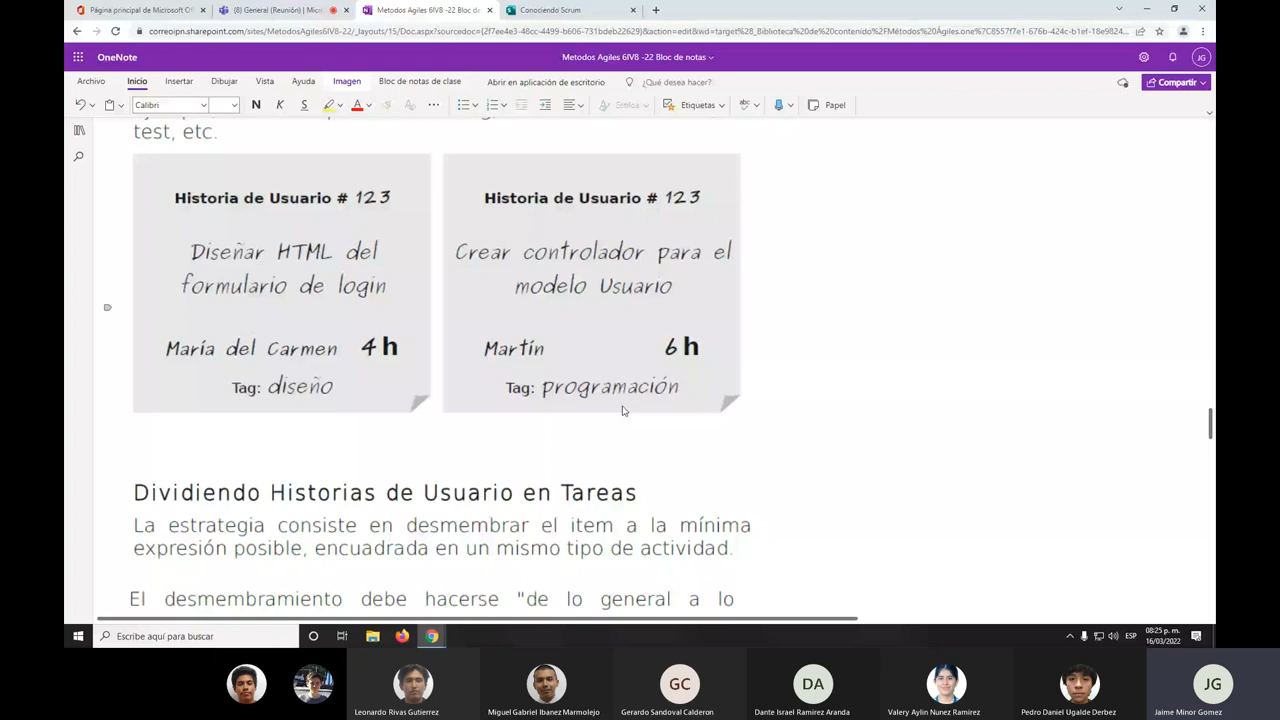 Página principal de Microsoft Of
(8) General (Reunión) | Micr
Metodos Agiles 6IV8 -22 Bloc de
Conociendo Scrum
OneNote
Metodos Agiles 6IV8 -22 Bloc de notas
JG
Archivo
Inicio
Insertar
Dibujar
Vista
Ayuda
Imagen
Bloc de notas de clase
Abrir en aplicación de escritorio
¿Qué desea hacer?
Compartir
Calibri
N
K
S
A
Estilos
Etiquetas
abc
Papel
test, etc.
Historia de Usuario # 123
Diseñar HTML del
formulario de login
María del Carmen 4 h
Tag: diseño
Historia de Usuario # 123
Crear controlador para el
modelo Usuario
Martín 6 h
Tag: programación
Dividiendo Historias de Usuario en Tareas
La estrategia consiste en desmembrar el item a la mínima
expresión posible, encuadrada en un mismo tipo de actividad.
El desmembramiento debe hacerse "de lo general a lo
Escribe aquí para buscar
ESP
08:25 p. m.
16/03/2022
GC
DA
JG
Leonardo Rivas Gutierrez
Miguel Gabriel Ibanez Marmolejo
Gerardo Sandoval Calderon
Dante Israel Ramirez Aranda
Valery Aylin Nunez Ramirez
Pedro Daniel Ugalde Derbez
Jaime Minor Gomez